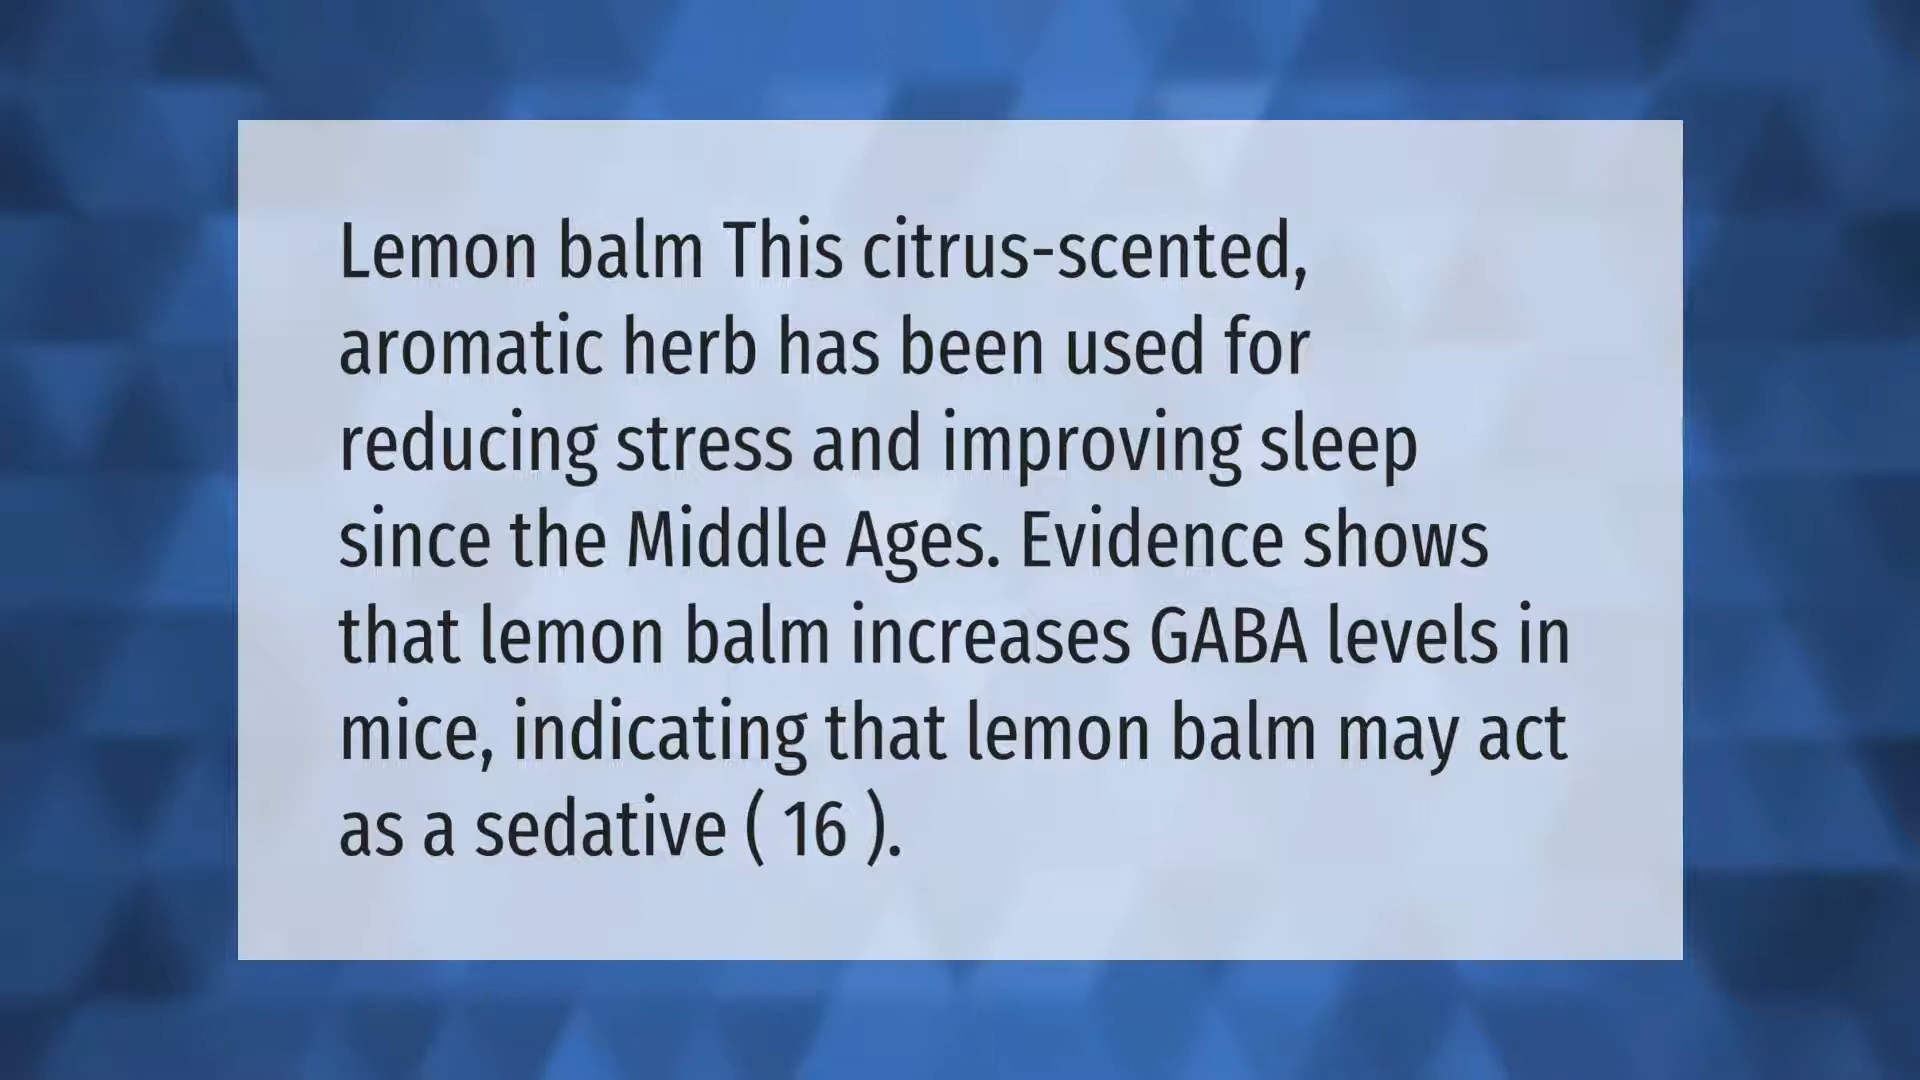 Lemon balm This citrus-scented,
aromatic herb has been used for
reducing stress and improving sleep
since the Middle Ages. Evidence shows
that lemon balm increases GABA levels in
mice, indicating that lemon balm may act
as a sedative ( 16 ).